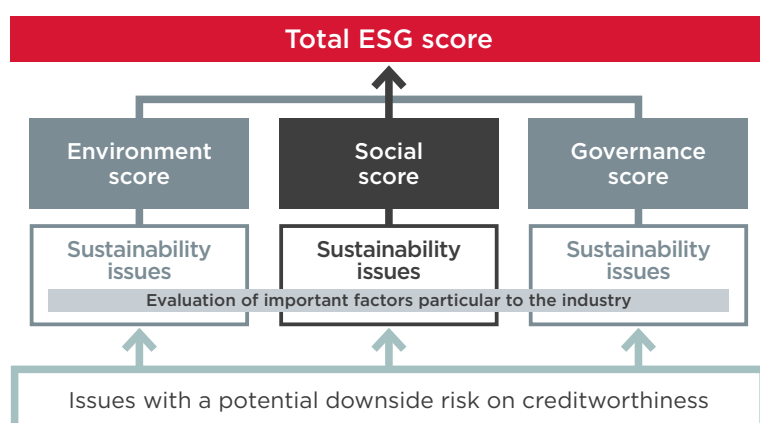 Total ESG score
Environment
score
Social
score
Governance
score
Sustainability
issues
Sustainability
issues
Sustainability
issues
Evaluation of important factors particular to the industry
Issues with a potential downside risk on creditworthiness